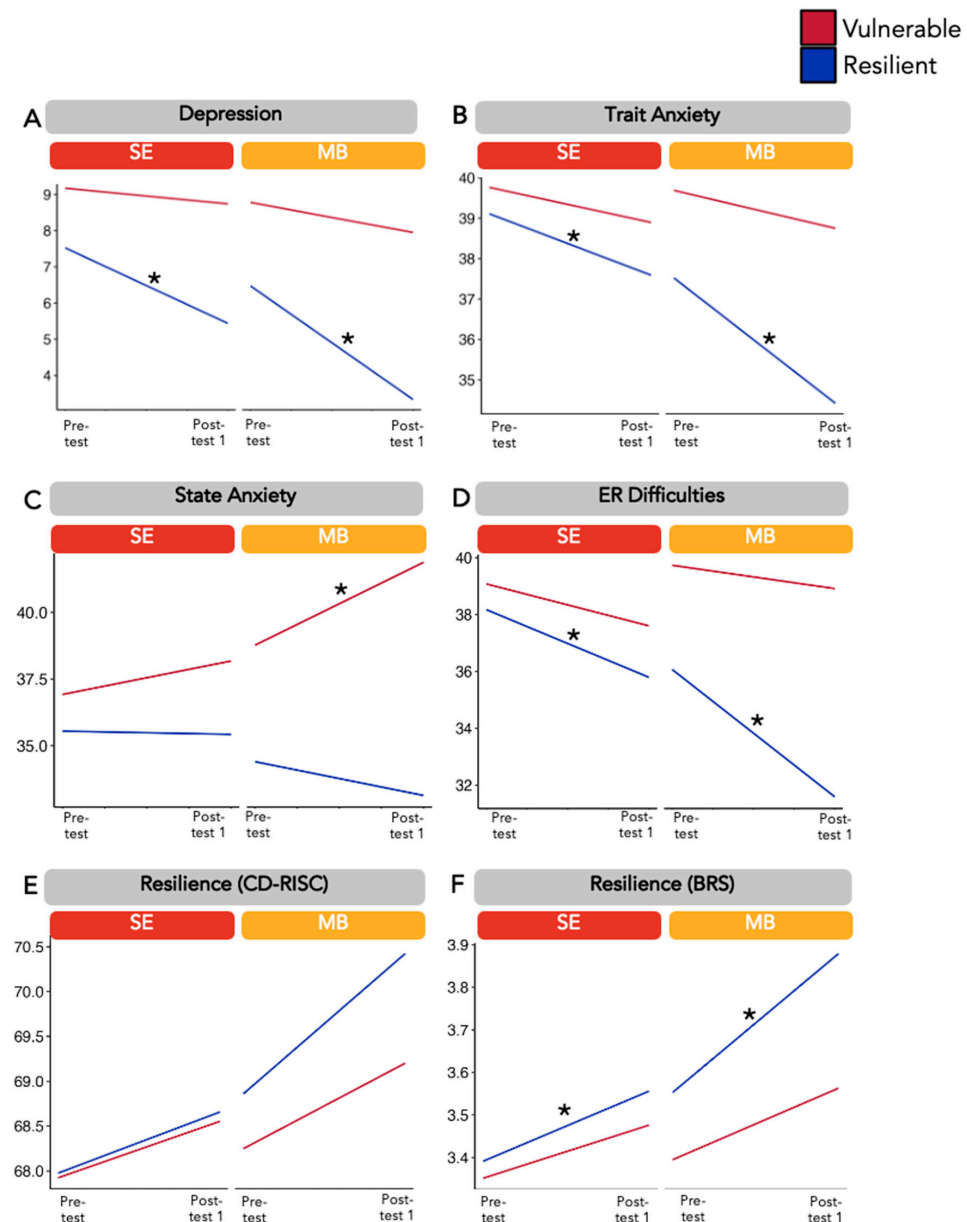 Vulnerable
Resilient
A
Depression
SE
MB
9
8
7
6
5
4
Pre-
test
Post-
test 1
Pre-
test
Post-
test 1
*
*
B
Trait Anxiety
SE
MB
40
39
38
37
36
35
Pre-
test
Post-
test 1
Pre-
test
Post-
test 1
*
*
C
State Anxiety
SE
MB
40.0
37.5
35.0
Pre-
test
Post-
test 1
Pre-
test
Post-
test 1
*
D
ER Difficulties
SE
MB
40
38
36
34
32
Pre-
test
Post-
test 1
Pre-
test
Post-
test 1
*
*
E
Resilience (CD-RISC)
SE
MB
70.5
70.0
69.5
69.0
68.5
68.0
Pre-
test
Post-
test 1
Pre-
test
Post-
test 1
F
Resilience (BRS)
SE
MB
3.9
3.8
3.7
3.6
3.5
3.4
Pre-
test
Post-
test 1
Pre-
test
Post-
test 1
*
*